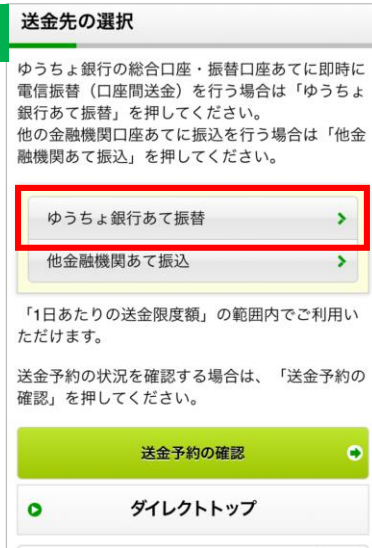 送金先の選択
ゆうちょ銀行の総合口座・振替口座あてに即時に
電信振替（口座間送金）を行う場合は「ゆうちょ
銀行あて振替」を押してください。
他の金融機関口座あてに振込を行う場合は「他金
融機関あて振込」を押してください。
ゆうちょ銀行あて振替
他金融機関あて振込
「1日あたりの送金限度額」の範囲内でご利用い
ただけます。
送金予約の状況を確認する場合は、「送金予約の
確認」を押してください。
送金予約の確認
ダイレクトトップ